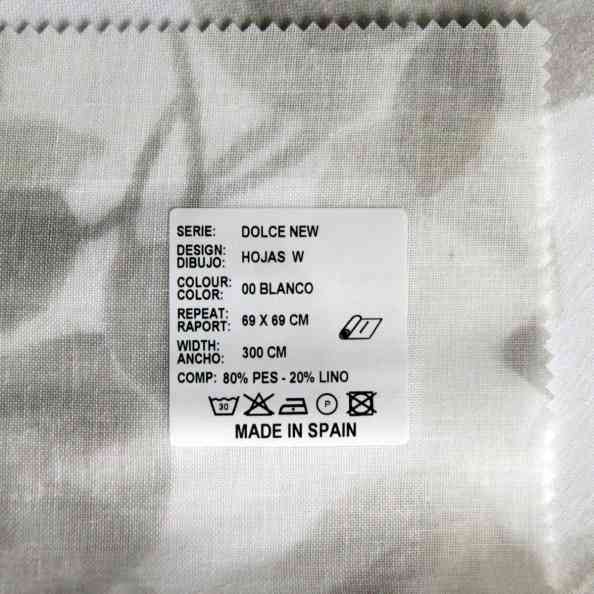 SERIE: DOLCE NEW
DESIGN:
DIBUJO: HOJAS W
COLOUR:
COLOR: 00 BLANCO
REPEAT:
RAPORT: 69 X 69 CM
WIDTH:
ANCHO: 300 CM
COMP: 80% PES - 20% LINO
30 P
MADE IN SPAIN